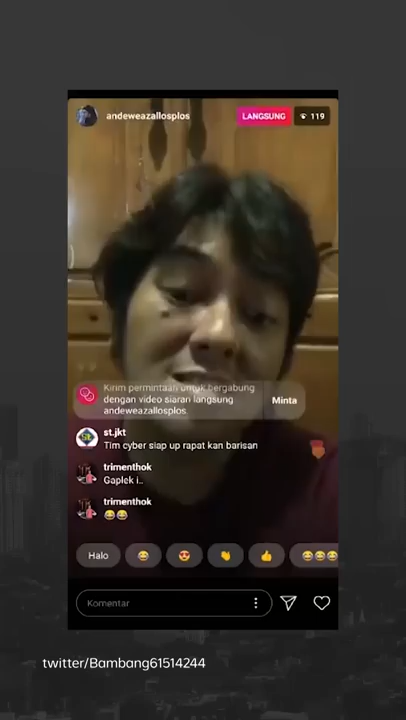 andeweazallosplos
LANGSUNG
119
Kirim permintaan untuk bergabung
dengan video siaran langsung
andeweazallosplos.
Minta
st.jkt
Tim cyber siap up rapat kan barisan
trimenthok
Gaplek i..
trimenthok
😂😂
Halo
😂
😍
👏
👍
😂😂😂
Komentar
twitter/Bambang61514244